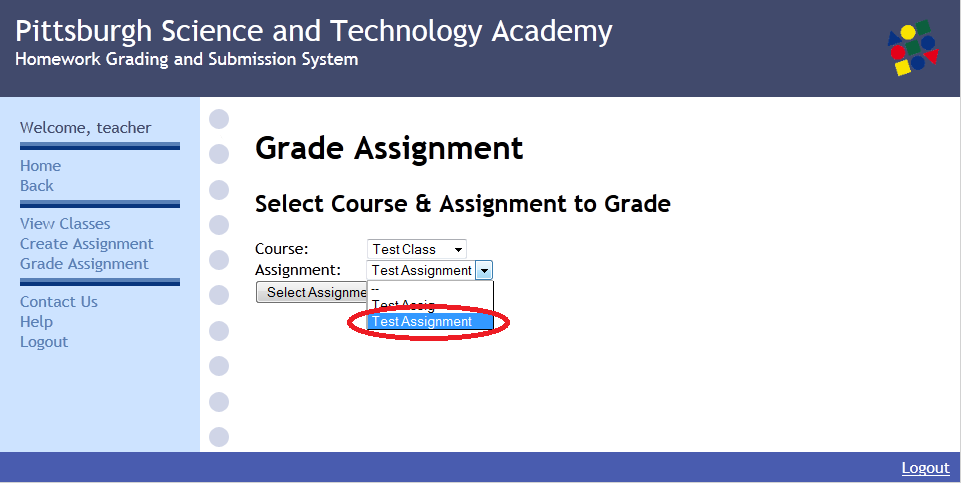 Pittsburgh Science and Technology Academy
Homework Grading and Submission System
Welcome, teacher
Home
Back
View Classes
Create Assignment
Grade Assignment
Contact Us
Help
Logout
Grade Assignment
Select Course & Assignment to Grade
Course: Test Class
Assignment: Test Assignment
Select Assignme
--
Test Assig
Test Assignment
Logout